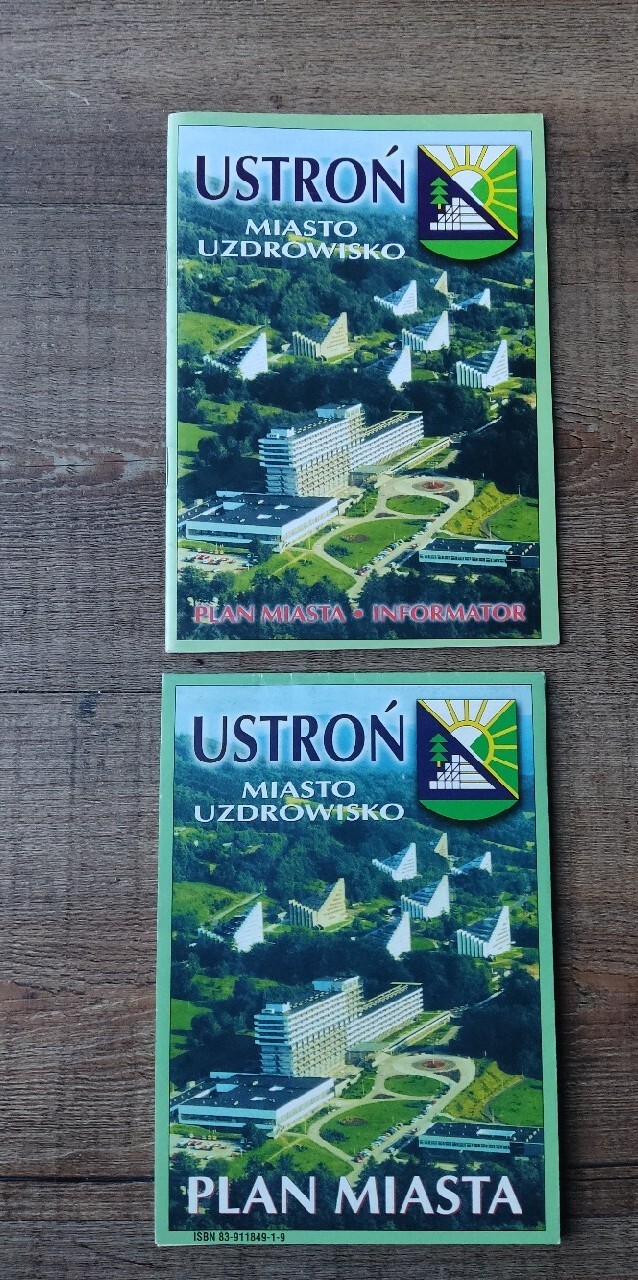 USTROŃ
MIASTO
UZDROWISKO
PLAN MIASTA • INFORMATOR
USTROŃ
MIASTO
UZDROWISKO
PLAN MIASTA
ISBN 83-911849-1-9